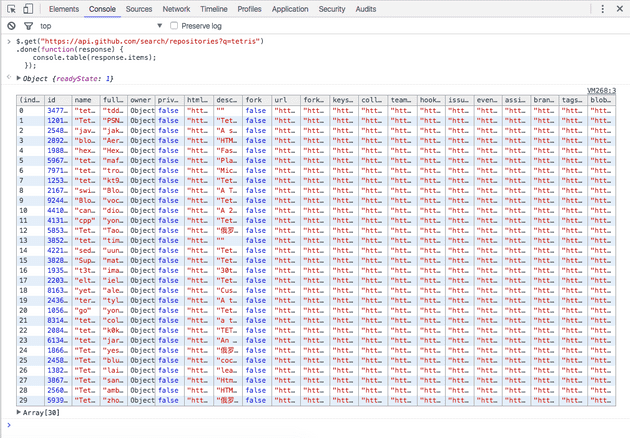 Elements Console Sources Network Timeline Profiles Application Security Audits
top Preserve log
$.get("https://api.github.com/search/repositories?q=tetris")
.done(function(response) {
console.table(response.items);
});
Object {readyState: 1}
VM268:3
(ind… id name full… owner priv… html… desc… fork url fork… keys… coll… team… hook… issu… even… assi… bran… tags… blob…
0 3477… "tet… "tdd… Object false "htt… "" false "htt… "htt… "htt… "htt… "htt… "htt… "htt… "htt… "htt… "htt… "htt… "htt…
1 1201… "Tet… "PSN… Object false "htt… "Tet… false "htt… "htt… "htt… "htt… "htt… "htt… "htt… "htt… "htt… "htt… "htt… "htt…
2 2548… "jav… "jak… Object false "htt… "A s… false "htt… "htt… "htt… "htt… "htt… "htt… "htt… "htt… "htt… "htt… "htt… "htt…
3 2892… "blo… "Aer… Object false "htt… "HTM… false "htt… "htt… "htt… "htt… "htt… "htt… "htt… "htt… "htt… "htt… "htt… "htt…
4 1988… "hex… "Hex… Object false "htt… "Fas… false "htt… "htt… "htt… "htt… "htt… "htt… "htt… "htt… "htt… "htt… "htt… "htt…
5 5967… "tet… "maf… Object false "htt… "Pla… false "htt… "htt… "htt… "htt… "htt… "htt… "htt… "htt… "htt… "htt… "htt… "htt…
6 7971… "tet… "tro… Object false "htt… "Mic… false "htt… "htt… "htt… "htt… "htt… "htt… "htt… "htt… "htt… "htt… "htt… "htt…
7 1253… "tet… "kt9… Object false "htt… "Tet… false "htt… "htt… "htt… "htt… "htt… "htt… "htt… "htt… "htt… "htt… "htt… "htt…
8 2167… "swi… "Blo… Object false "htt… "A T… false "htt… "htt… "htt… "htt… "htt… "htt… "htt… "htt… "htt… "htt… "htt… "htt…
9 9244… "Blo… "voc… Object false "htt… "Tet… false "htt… "htt… "htt… "htt… "htt… "htt… "htt… "htt… "htt… "htt… "htt… "htt…
10 4410… "can… "dio… Object false "htt… "A 2… false "htt… "htt… "htt… "htt… "htt… "htt… "htt… "htt… "htt… "htt… "htt… "htt…
11 4131… "cpp" "yon… Object false "htt… "Tet… false "htt… "htt… "htt… "htt… "htt… "htt… "htt… "htt… "htt… "htt… "htt… "htt…
12 5853… "Tet… "Tao… Object false "htt… "俄罗… false "htt… "htt… "htt… "htt… "htt… "htt… "htt… "htt… "htt… "htt… "htt… "htt…
13 3852… "tet… "tim… Object false "htt… "" false "htt… "htt… "htt… "htt… "htt… "htt… "htt… "htt… "htt… "htt… "htt… "htt…
14 4221… "sed… "uun… Object false "htt… "Tet… false "htt… "htt… "htt… "htt… "htt… "htt… "htt… "htt… "htt… "htt… "htt… "htt…
15 3828… "Sup… "mat… Object false "htt… "Tet… false "htt… "htt… "htt… "htt… "htt… "htt… "htt… "htt… "htt… "htt… "htt… "htt…
16 1935… "t3t… "ima… Object false "htt… "30t… false "htt… "htt… "htt… "htt… "htt… "htt… "htt… "htt… "htt… "htt… "htt… "htt…
17 2203… "elt… "iel… Object false "htt… "Tet… false "htt… "htt… "htt… "htt… "htt… "htt… "htt… "htt… "htt… "htt… "htt… "htt…
18 8163… "yet… "ale… Object false "htt… "Cus… false "htt… "htt… "htt… "htt… "htt… "htt… "htt… "htt… "htt… "htt… "htt… "htt…
19 2436… "ter… "tyl… Object false "htt… "A t… false "htt… "htt… "htt… "htt… "htt… "htt… "htt… "htt… "htt… "htt… "htt… "htt…
20 1056… "go" "yon… Object false "htt… "Tet… false "htt… "htt… "htt… "htt… "htt… "htt… "htt… "htt… "htt… "htt… "htt… "htt…
21 8314… "tet… "col… Object false "htt… "a t… false "htt… "htt… "htt… "htt… "htt… "htt… "htt… "htt… "htt… "htt… "htt… "htt…
22 2084… "tet… "k0k… Object false "htt… "TET… false "htt… "htt… "htt… "htt… "htt… "htt… "htt… "htt… "htt… "htt… "htt… "htt…
23 6134… "tet… "jar… Object false "htt… "An … false "htt… "htt… "htt… "htt… "htt… "htt… "htt… "htt… "htt… "htt… "htt… "htt…
24 1866… "Tet… "yes… Object false "htt… "俄罗… false "htt… "htt… "htt… "htt… "htt… "htt… "htt… "htt… "htt… "htt… "htt… "htt…
25 2458… "Tet… "blu… Object false "htt… "coc… false "htt… "htt… "htt… "htt… "htt… "htt… "htt… "htt… "htt… "htt… "htt… "htt…
26 1382… "tet… "lai… Object false "htt… "lea… false "htt… "htt… "htt… "htt… "htt… "htt… "htt… "htt… "htt… "htt… "htt… "htt…
27 3867… "tet… "san… Object false "htt… "Htm… false "htt… "htt… "htt… "htt… "htt… "htt… "htt… "htt… "htt… "htt… "htt… "htt…
28 2560… "Tet… "amb… Object false "htt… "HTM… false "htt… "htt… "htt… "htt… "htt… "htt… "htt… "htt… "htt… "htt… "htt… "htt…
29 5939… "Tet… "zho… Object false "htt… "俄罗… false "htt… "htt… "htt… "htt… "htt… "htt… "htt… "htt… "htt… "htt… "htt… "htt…
Array[30]